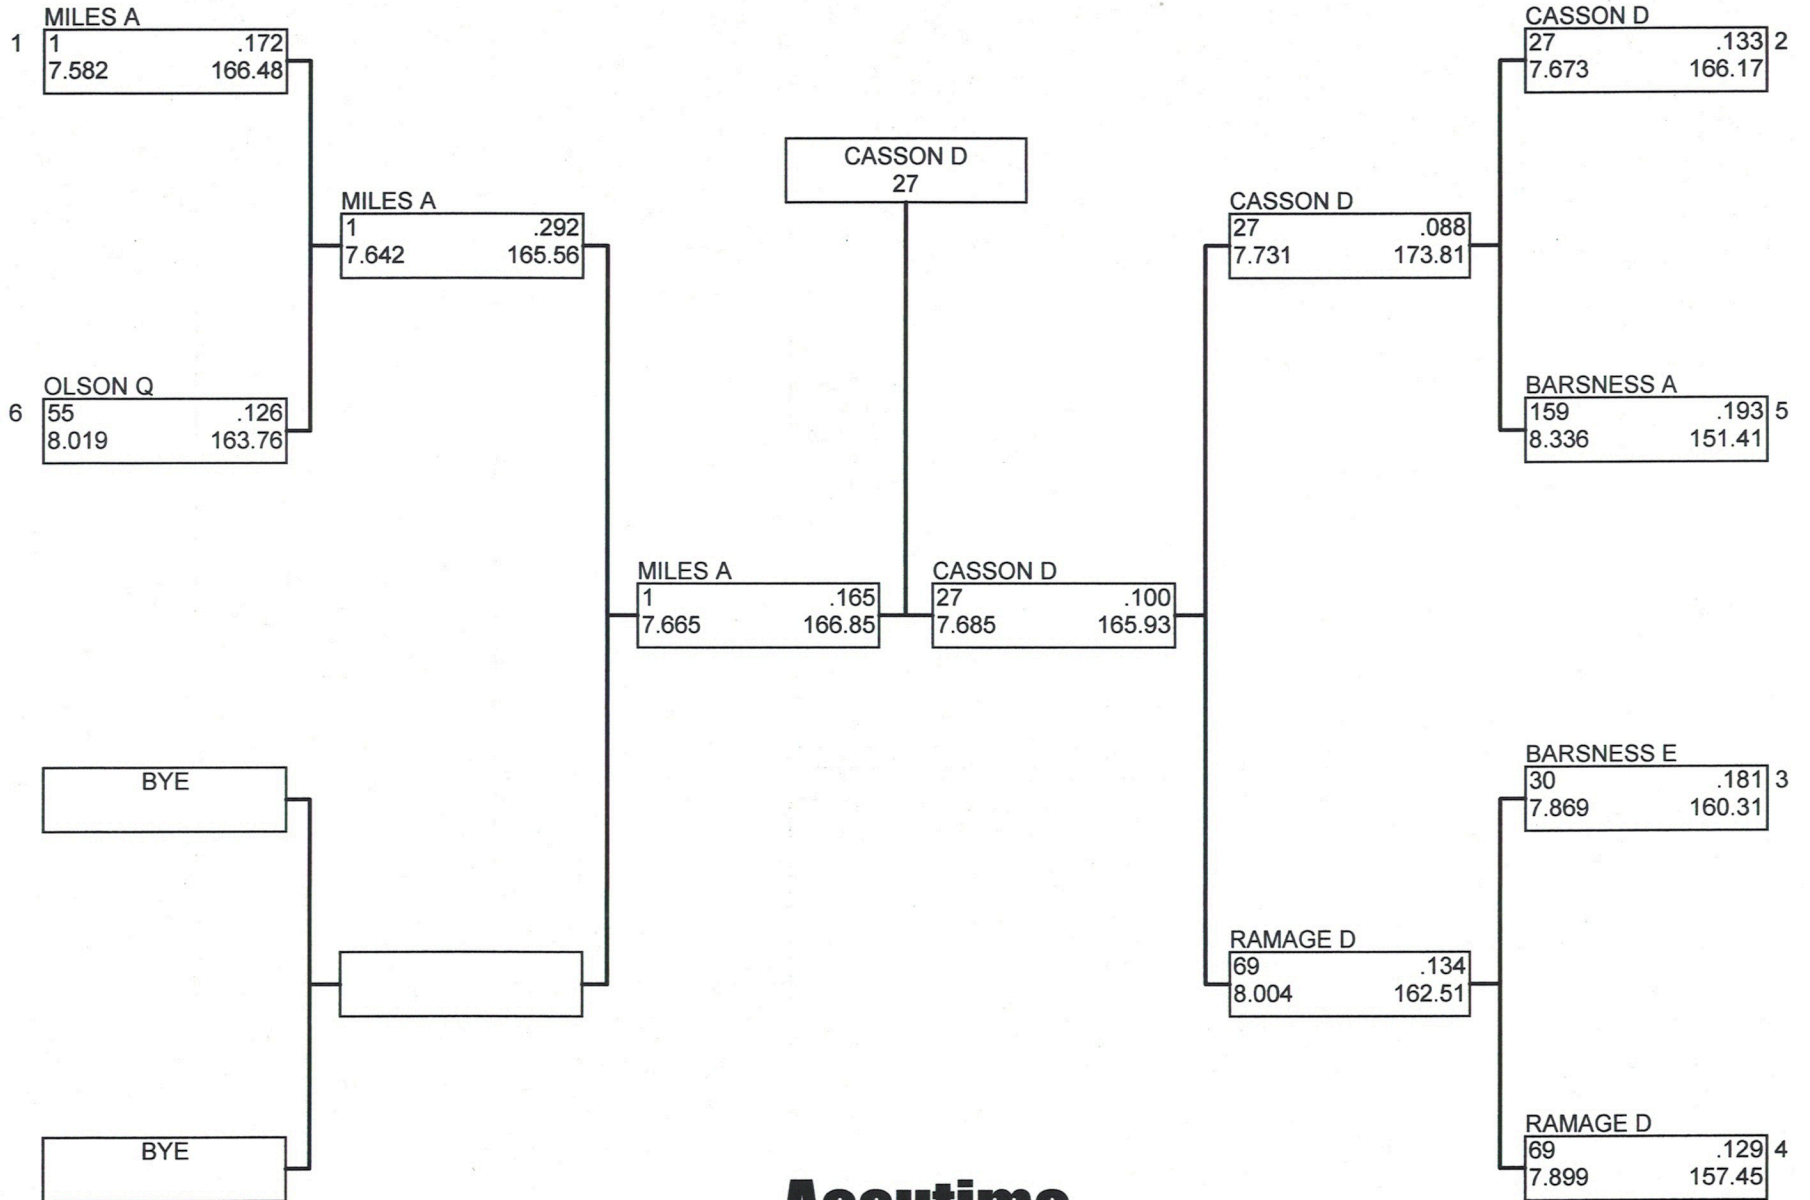 MILES A
1
1 .172
7.582 166.48
OLSON Q
6
55 .126
8.019 163.76
BYE
BYE
MILES A
1 .292
7.642 165.56
MILES A
1 .165
7.665 166.85
CASSON D
27
CASSON D
27 .100
7.685 165.93
CASSON D
27 .088
7.731 173.81
RAMAGE D
69 .134
8.004 162.51
CASSON D
27 .133
2
7.673 166.17
BARSNESS A
159 .193
5
8.336 151.41
BARSNESS E
30 .181
3
7.869 160.31
RAMAGE D
69 .129
4
7.899 157.45
Accutime